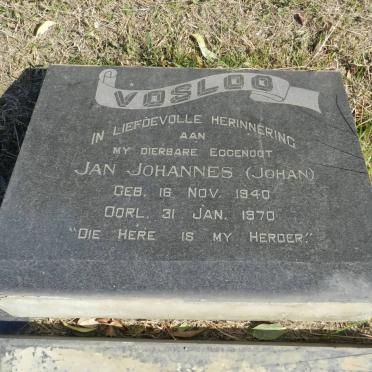 VOSLOO
IN LIEFDEVOLLE HERINNERING
AAN
MY DIERBARE EGGENOOT
JAN JOHANNES (JOHAN)
GEB. 16 NOV. 1940
OORL. 31 JAN. 1970
"DIE HERE IS MY HERDER."